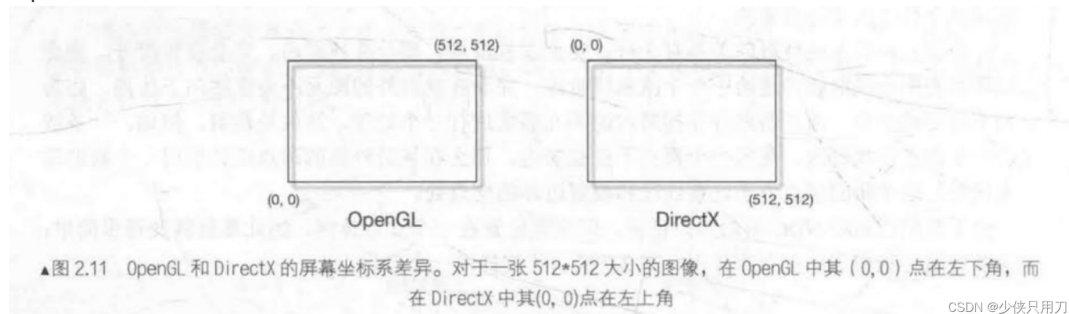 (512, 512)
(0, 0)
(0, 0)
(512, 512)
OpenGL
DirectX
▲图 2.11 OpenGL 和 DirectX 的屏幕坐标系差异。对于一张 512*512 大小的图像，在 OpenGL 中其 (0, 0) 点在左下角，而
在 DirectX 中其(0, 0)点在左上角
CSDN @少侠只用刀